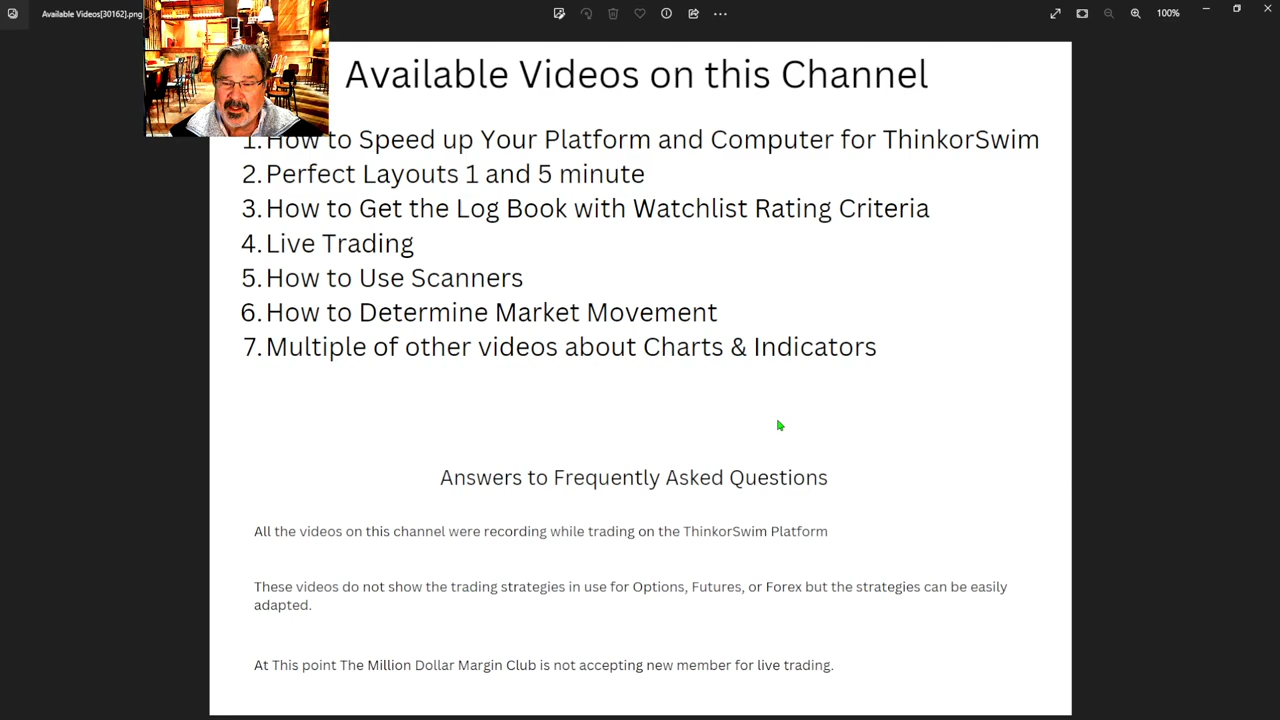 Available Videos[30162].png
100%
Available Videos on this Channel
1. How to Speed up Your Platform and Computer for ThinkorSwim
2. Perfect Layouts 1 and 5 minute
3. How to Get the Log Book with Watchlist Rating Criteria
4. Live Trading
5. How to Use Scanners
6. How to Determine Market Movement
7. Multiple of other videos about Charts & Indicators
Answers to Frequently Asked Questions
All the videos on this channel were recording while trading on the ThinkorSwim Platform
These videos do not show the trading strategies in use for Options, Futures, or Forex but the strategies can be easily
adapted.
At This point The Million Dollar Margin Club is not accepting new member for live trading.